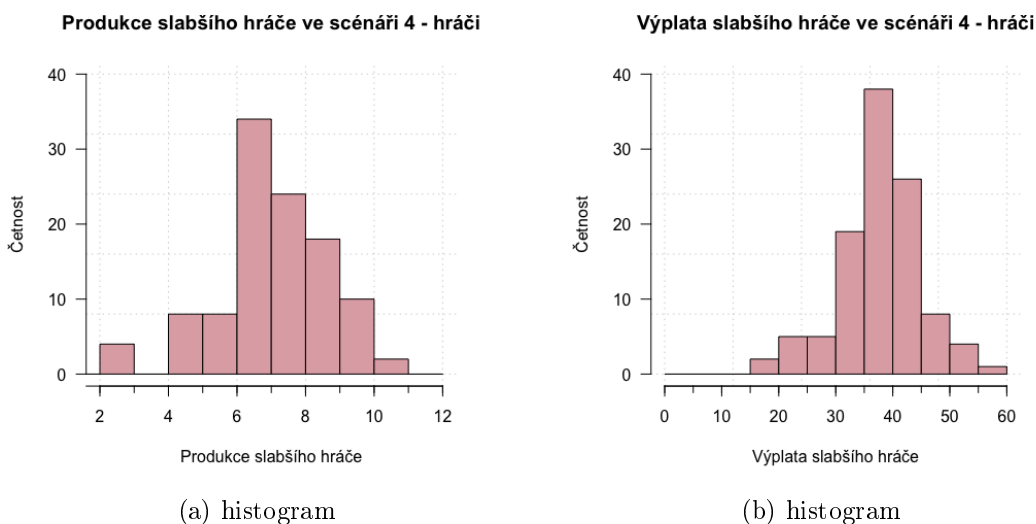 Produkce slabšího hráče ve scénáři 4 - hráči
40
30
20
10
0
Četnost
2 4 6 8 10 12
Produkce slabšího hráče
(a) histogram
Výplata slabšího hráče ve scénáři 4 - hráči
40
30
20
10
0
Četnost
0 10 20 30 40 50 60
Výplata slabšího hráče
(b) histogram